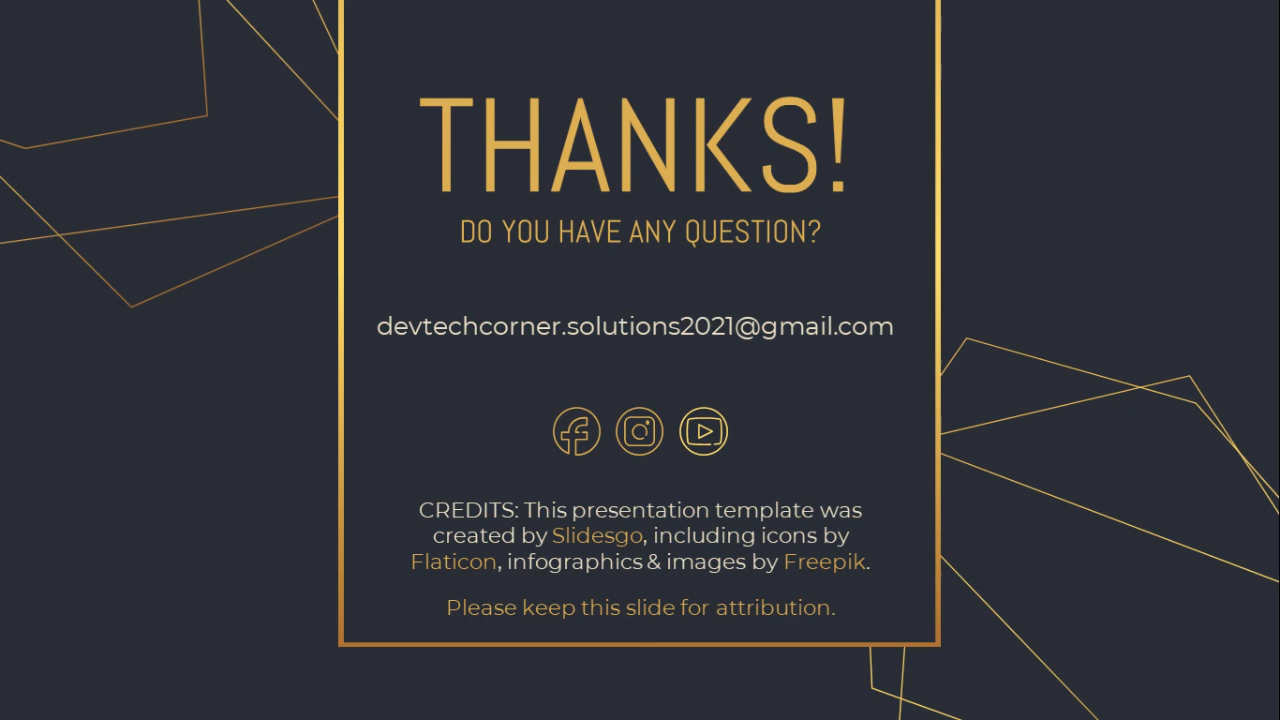 THANKS!
DO YOU HAVE ANY QUESTION?
devtechcorner.solutions2021@gmail.com
CREDITS: This presentation template was
created by Slidesgo, including icons by
Flaticon, infographics & images by Freepik.
Please keep this slide for attribution.